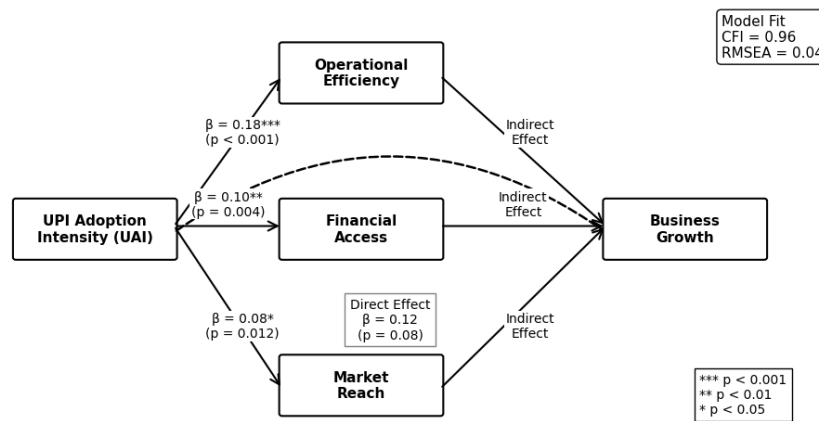 Model Fit
CFI = 0.96
RMSEA = 0.04
Operational
Efficiency
β = 0.18***
(p < 0.001)
Indirect
Effect
β = 0.10**
(p = 0.004)
Indirect
Effect
UPI Adoption
Intensity (UAI)
Financial
Access
Business
Growth
Direct Effect
β = 0.12
(p = 0.08)
β = 0.08*
(p = 0.012)
Indirect
Effect
Market
Reach
*** p < 0.001
** p < 0.01
* p < 0.05